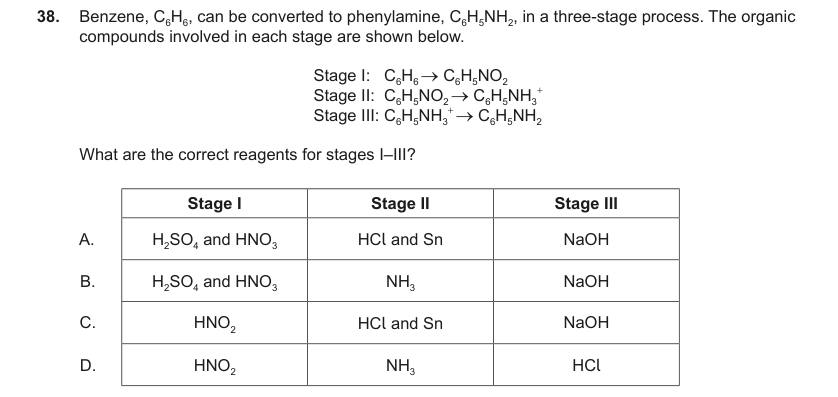 38. Benzene, C₆H₆, can be converted to phenylamine, C₆H₅NH₂, in a three-stage process. The organic
compounds involved in each stage are shown below.
Stage I: C₆H₆ → C₆H₅NO₂
Stage II: C₆H₅NO₂ → C₆H₅NH₃⁺
Stage III: C₆H₅NH₃⁺ → C₆H₅NH₂
What are the correct reagents for stages I–III?
Stage I Stage II Stage III
A. H₂SO₄ and HNO₃ HCl and Sn NaOH
B. H₂SO₄ and HNO₃ NH₃ NaOH
C. HNO₂ HCl and Sn NaOH
D. HNO₂ NH₃ HCl